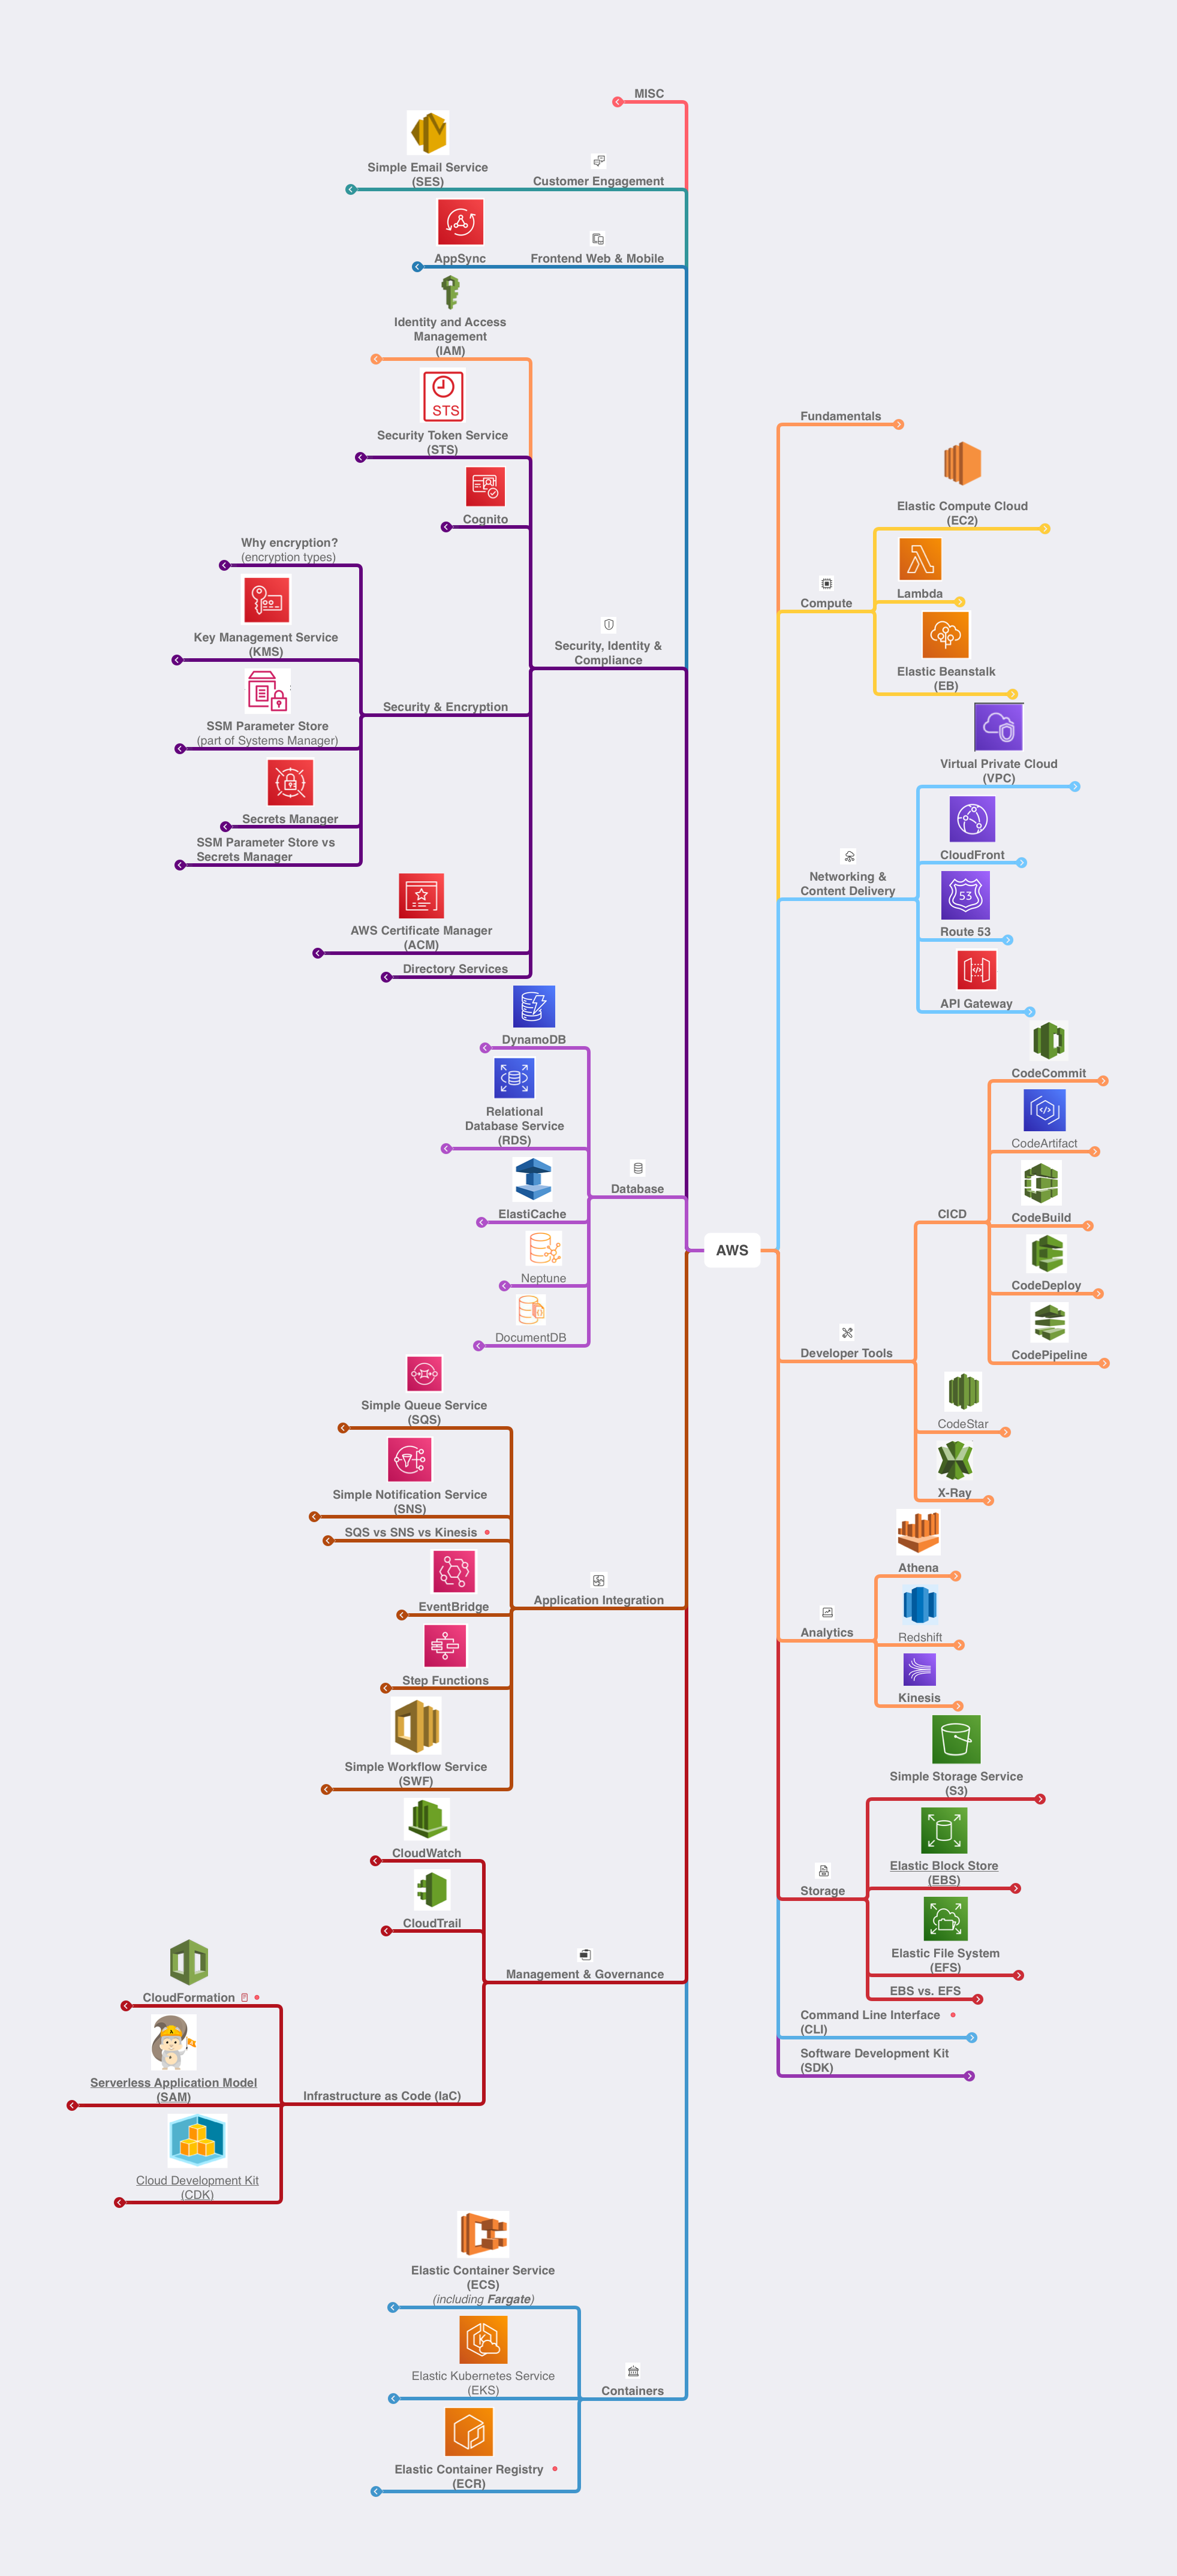 MISC
Simple Email Service
(SES)
Customer Engagement
AppSync
Frontend Web & Mobile
Identity and Access
Management
(IAM)
STS
Security Token Service
(STS)
Cognito
Why encryption?
(encryption types)
Key Management Service
(KMS)
Security, Identity &
Compliance
Security & Encryption
SSM Parameter Store
(part of Systems Manager)
Secrets Manager
SSM Parameter Store vs
Secrets Manager
AWS Certificate Manager
(ACM)
Directory Services
DynamoDB
Relational
Database Service
(RDS)
Database
ElastiCache
Neptune
DocumentDB
Simple Queue Service
(SQS)
Simple Notification Service
(SNS)
SQS vs SNS vs Kinesis
EventBridge
Application Integration
Step Functions
Simple Workflow Service
(SWF)
CloudWatch
CloudTrail
Management & Governance
CloudFormation
Serverless Application Model
(SAM)
Infrastructure as Code (IaC)
Cloud Development Kit
(CDK)
Elastic Container Service
(ECS)
(including Fargate)
Elastic Kubernetes Service
(EKS)
Containers
Elastic Container Registry
(ECR)
AWS
Fundamentals
Elastic Compute Cloud
(EC2)
Lambda
Compute
Elastic Beanstalk
(EB)
Virtual Private Cloud
(VPC)
CloudFront
Networking &
Content Delivery
53
Route 53
API Gateway
CodeCommit
CodeArtifact
CICD
CodeBuild
CodeDeploy
Developer Tools
CodePipeline
CodeStar
X-Ray
Athena
Analytics
Redshift
Kinesis
Simple Storage Service
(S3)
Elastic Block Store
(EBS)
Storage
Elastic File System
(EFS)
EBS vs. EFS
Command Line Interface
(CLI)
Software Development Kit
(SDK)